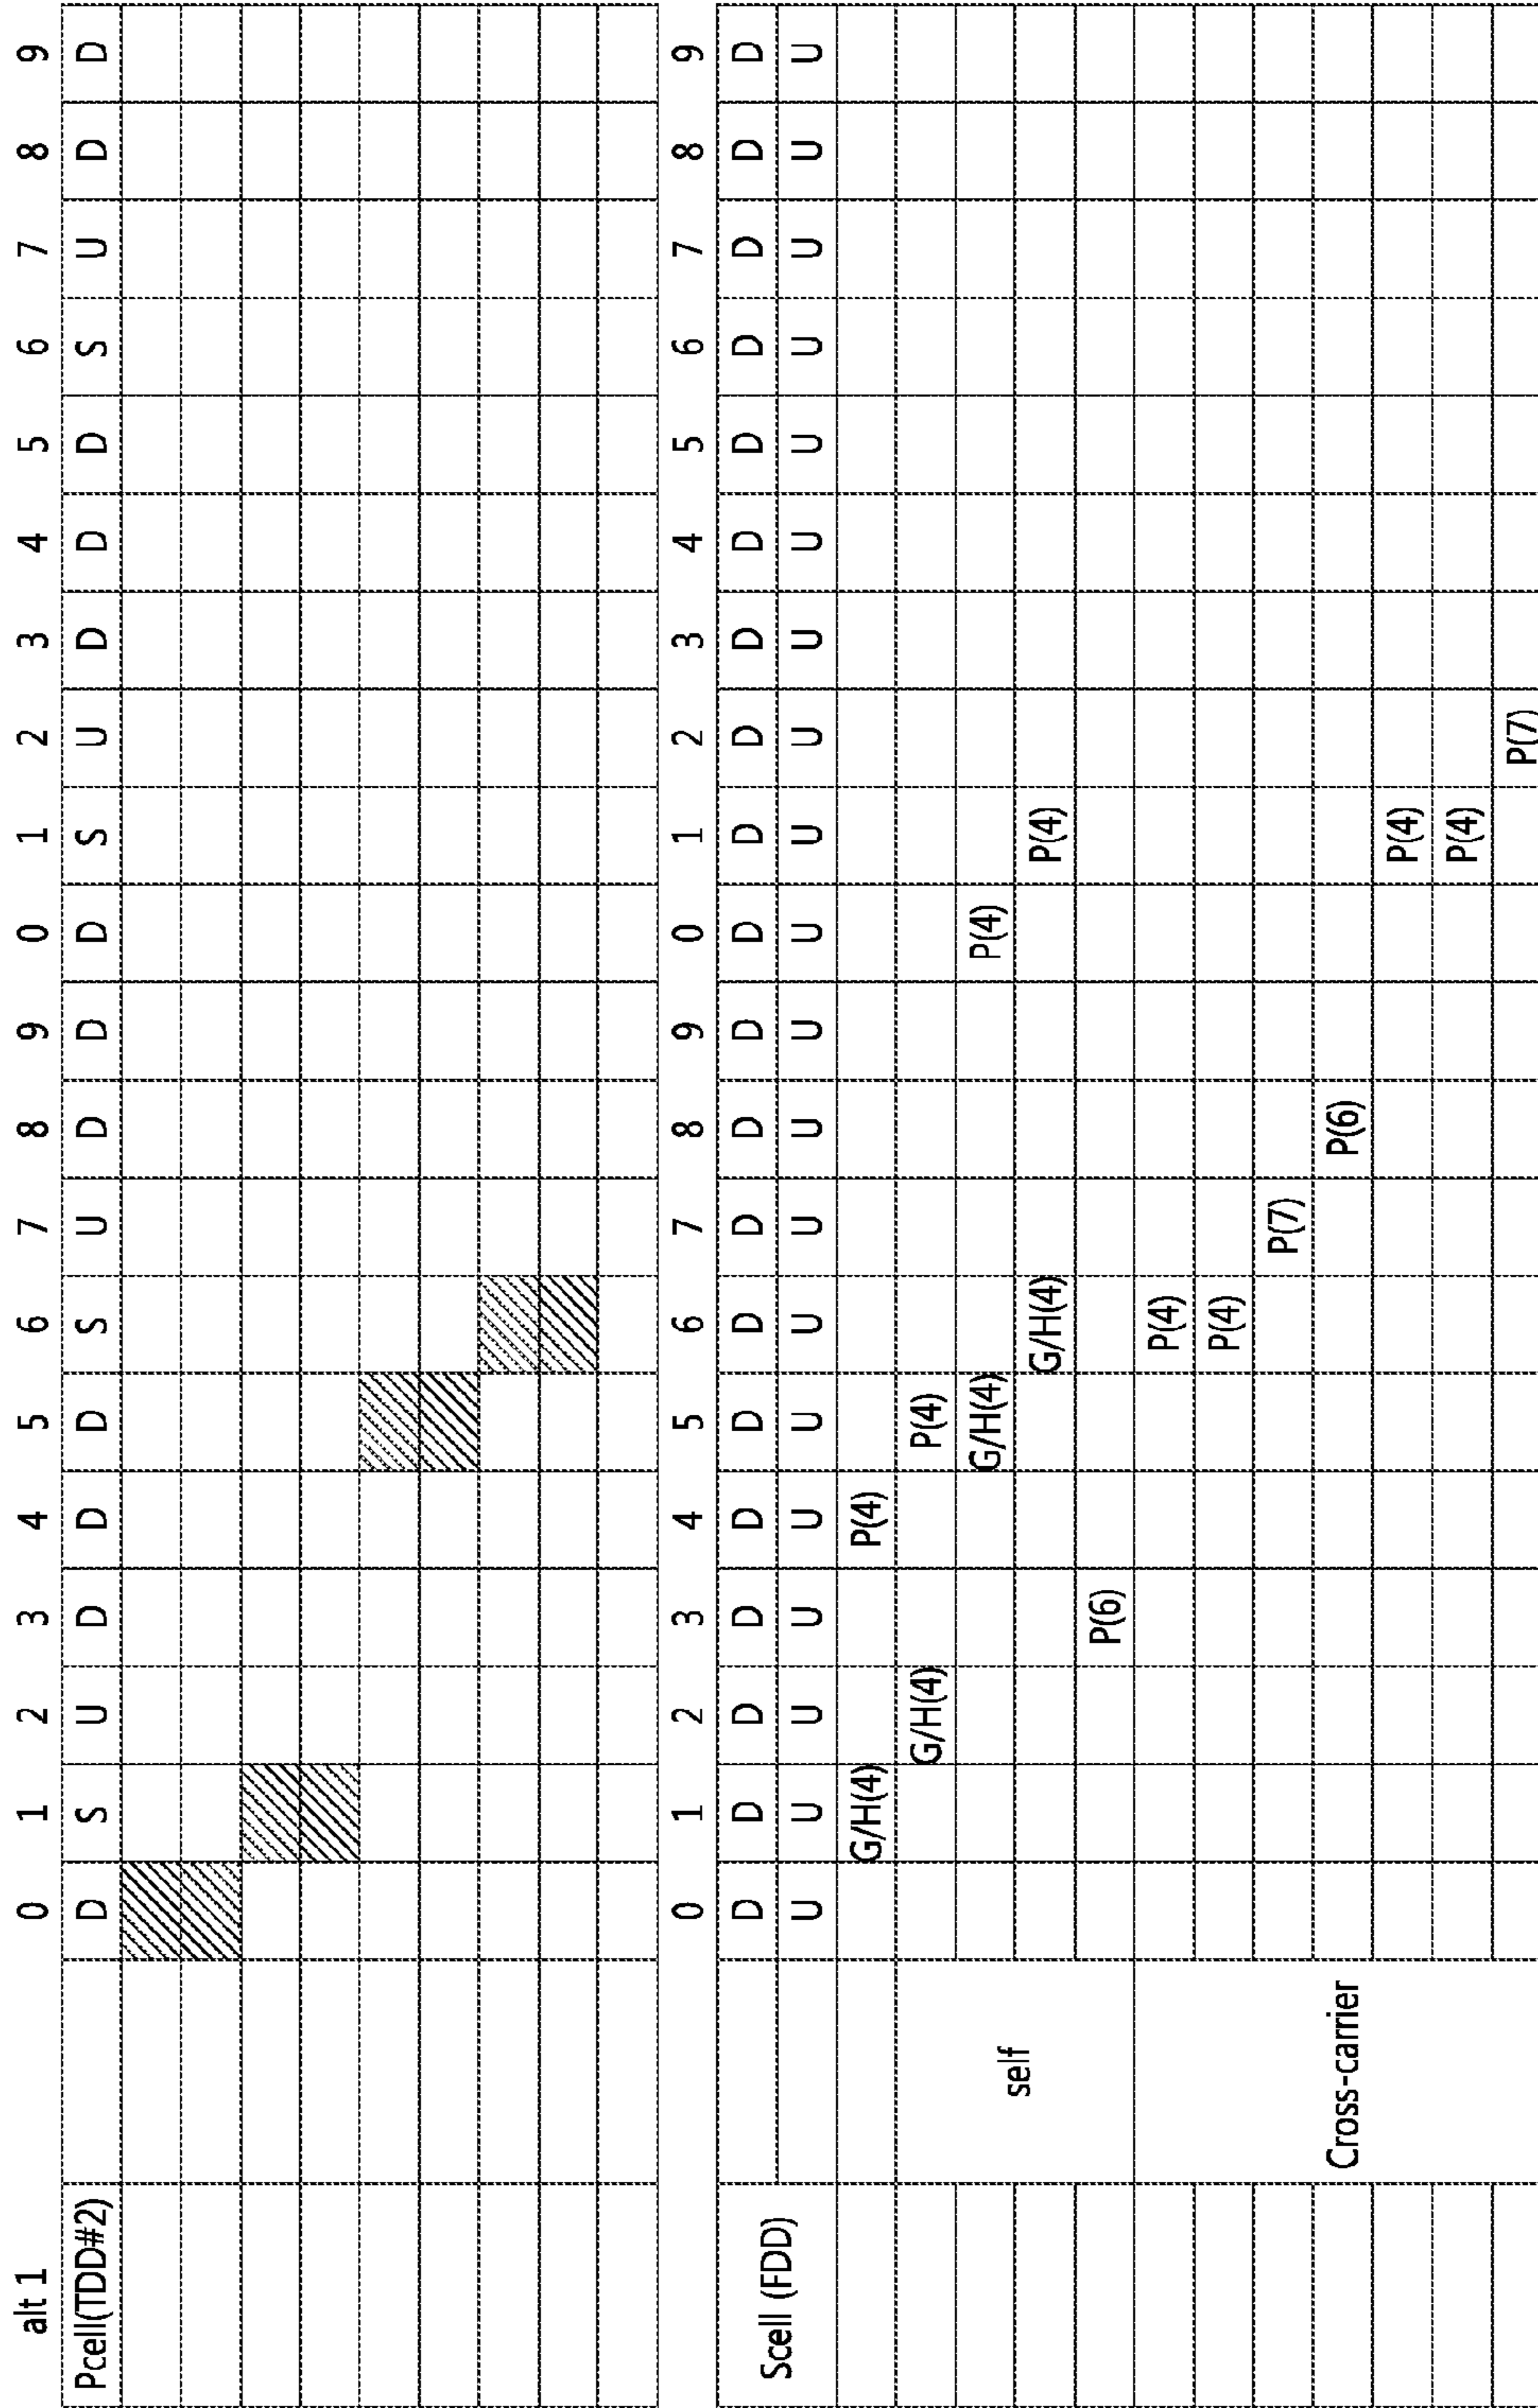 alt 1 0 1 2 3 4 5 6 7 8 9 0 1 2 3 4 5 6 7 8 9
Pcell(TDD#2) D S U D D D S U D D D S U D D D S U D D
0 1 2 3 4 5 6 7 8 9 0 1 2 3 4 5 6 7 8 9
Scell (FDD) D D D D D D D D D D D D D D D D D D D D
U U U U U U U U U U U U U U U U U U U U
G/H(4) P(4)
G/H(4) P(4)
G/H(4) P(4)
self
G/H(4) P(4)
P(6)
P(4)
P(4)
P(7)
Cross-carrier P(6)
P(4)
P(4)
P(7)